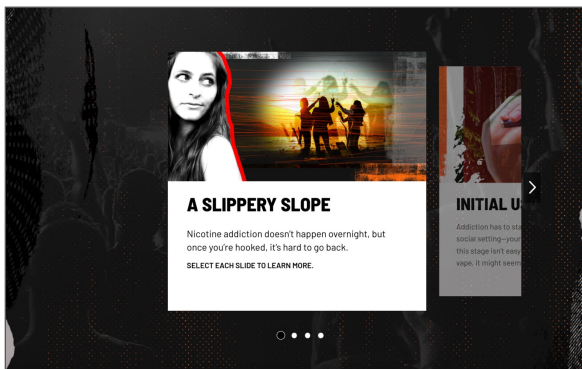 A SLIPPERY SLOPE
Nicotine addiction doesn't happen overnight, but
once you're hooked, it's hard to go back.
SELECT EACH SLIDE TO LEARN MORE.
INITIAL
Addiction has to
social setting—your
this stage isn't easy
vape, it might seem